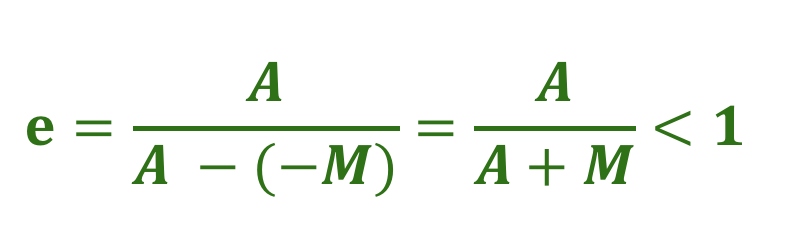 e = A / (A − (−M)) = A / (A + M) < 1